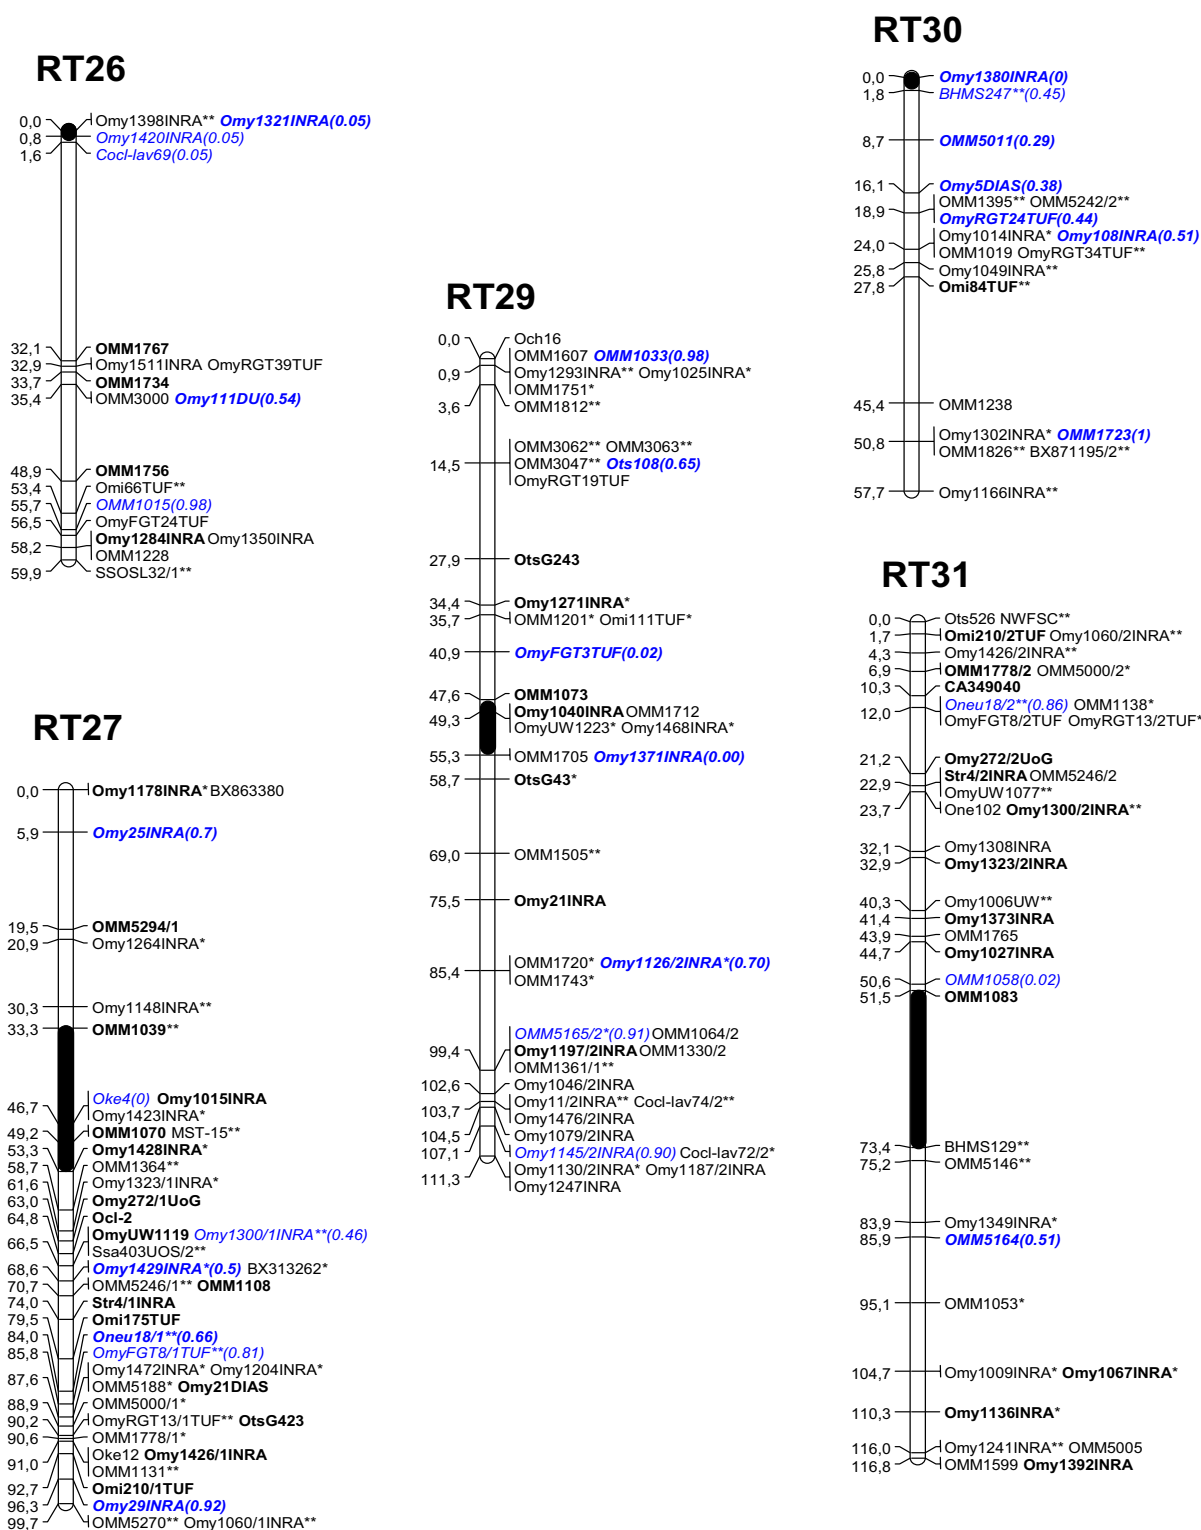 RT26
0,0 Omy1398INRA** Omy1321INRA(0.05)
0,8 Omy1420INRA(0.05)
1,6 Cocl-lav69(0.05)
32,1 OMM1767
32,9 Omy1511INRA OmyRGT39TUF
33,7 OMM1734
35,4 OMM3000 Omy111DU(0.54)
48,9 OMM1756
53,4 Omi66TUF**
55,7 OMM1015(0.98)
56,5 OmyFGT24TUF
Omy1284INRA Omy1350INRA
58,2
OMM1228
59,9 SSOSL32/1**
RT27
0,0 Omy1178INRA* BX863380
5,9 Omy25INRA(0.7)
19,5 OMM5294/1
20,9 Omy1264INRA*
30,3 Omy1148INRA**
33,3 OMM1039**
Oke4(0) Omy1015INRA
46,7
Omy1423INRA*
49,2 OMM1070 MST-15**
53,3 Omy1428INRA*
58,7 OMM1364**
61,6 Omy1323/1INRA*
63,0 Omy272/1UoG
64,8 Ocl-2
OmyUW1119 Omy1300/1INRA**(0.46)
66,5
Ssa403UOS/2**
68,6 Omy1429INRA*(0.5) BX313262*
70,7 OMM5246/1** OMM1108
74,0 Str4/1INRA
79,5 Omi175TUF
84,0 Oneu18/1**(0.66)
85,8 OmyFGT8/1TUF**(0.81)
Omy1472INRA* Omy1204INRA*
87,6
OMM5188* Omy21DIAS
88,9 OMM5000/1*
90,2 OmyRGT13/1TUF** OtsG423
90,6 OMM1778/1*
Oke12 Omy1426/1INRA
91,0
OMM1131**
92,7 Omi210/1TUF
96,3 Omy29INRA(0.92)
99,7 OMM5270** Omy1060/1INRA**
RT29
0,0 Och16
OMM1607 OMM1033(0.98)
0,9 Omy1293INRA** Omy1025INRA*
OMM1751*
3,6 OMM1812**
OMM3062** OMM3063**
14,5 OMM3047** Ots108(0.65)
OmyRGT19TUF
27,9 OtsG243
34,4 Omy1271INRA*
35,7 OMM1201* Omi111TUF*
40,9 OmyFGT3TUF(0.02)
47,6 OMM1073
Omy1040INRA OMM1712
49,3
OmyUW1223* Omy1468INRA*
55,3 OMM1705 Omy1371INRA(0.00)
58,7 OtsG43*
69,0 OMM1505**
75,5 Omy21INRA
OMM1720* Omy1126/2INRA*(0.70)
85,4
OMM1743*
OMM5165/2*(0.91) OMM1064/2
99,4 Omy1197/2INRA OMM1330/2
OMM1361/1**
102,6 Omy1046/2INRA
Omy11/2INRA** Cocl-lav74/2**
103,7
Omy1476/2INRA
104,5 Omy1079/2INRA
107,1 Omy1145/2INRA(0.90) Cocl-lav72/2*
Omy1130/2INRA* Omy1187/2INRA
111,3
Omy1247INRA
RT30
0,0 Omy1380INRA(0)
1,8 BHMS247**(0.45)
8,7 OMM5011(0.29)
16,1 Omy5DIAS(0.38)
OMM1395** OMM5242/2**
18,9
OmyRGT24TUF(0.44)
Omy1014INRA* Omy108INRA(0.51)
24,0
OMM1019 OmyRGT34TUF**
25,8 Omy1049INRA**
27,8 Omi84TUF**
45,4 OMM1238
Omy1302INRA* OMM1723(1)
50,8
OMM1826** BX871195/2**
57,7 Omy1166INRA**
RT31
0,0 Ots526 NWFSC**
1,7 Omi210/2TUF Omy1060/2INRA**
4,3 Omy1426/2INRA**
6,9 OMM1778/2 OMM5000/2*
10,3 CA349040
12,0 Oneu18/2**(0.86) OMM1138*
OmyFGT8/2TUF OmyRGT13/2TUF*
21,2 Omy272/2UoG
Str4/2INRA OMM5246/2
22,9
OmyUW1077**
23,7 One102 Omy1300/2INRA**
32,1 Omy1308INRA
32,9 Omy1323/2INRA
40,3 Omy1006UW**
41,4 Omy1373INRA
43,9 OMM1765
44,7 Omy1027INRA
50,6 OMM1058(0.02)
51,5 OMM1083
73,4 BHMS129**
75,2 OMM5146**
83,9 Omy1349INRA*
85,9 OMM5164(0.51)
95,1 OMM1053*
104,7 Omy1009INRA* Omy1067INRA*
110,3 Omy1136INRA*
116,0 Omy1241INRA** OMM5005
116,8 OMM1599 Omy1392INRA